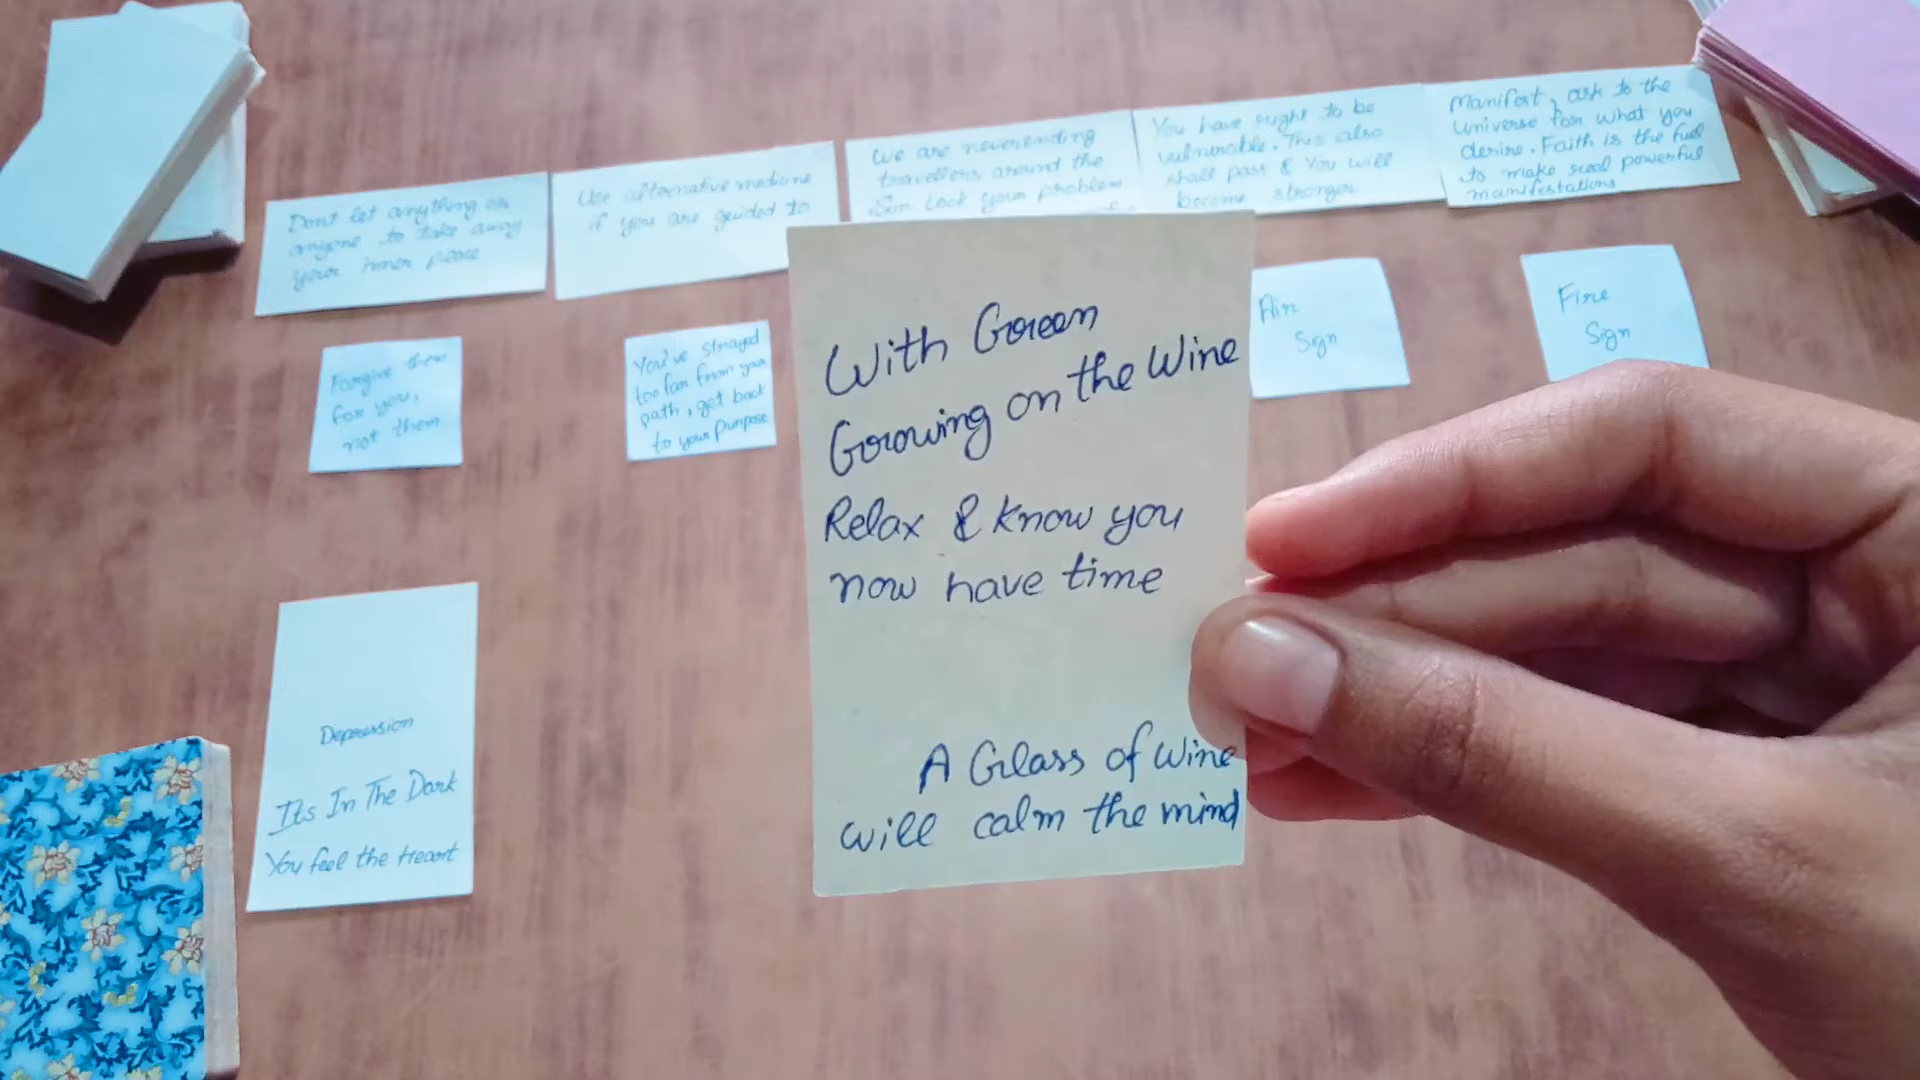 Dont let anything or
anyone to take away
your inner peace
Use alternative medicine
if you are guided to
We are neverending
travellers around the
Sun. Look your problem
You have right to be
vulnerable. This also
shall pass & You will
become stronger
Manifest, ask to the
universe for what you
desire. Faith is the fuel
to make real powerful
manifestations
Forgive them
for you,
not them
You've strayed
too far from your
path, get back
to your purpose
Air
Sign
Fire
Sign
With Green
Growing on the Wine
Relax & know you
now have time
A Glass of Wine
will calm the mind
Depression
Its In The Dark
You feel the Heart